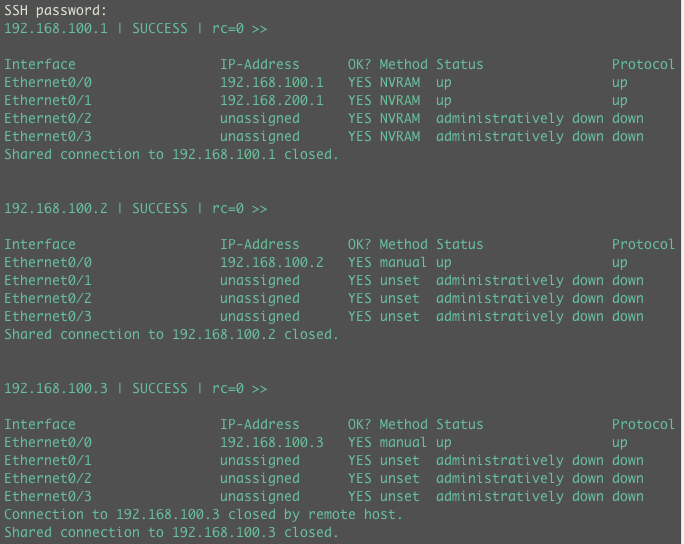 SSH password:
192.168.100.1 | SUCCESS | rc=0 >>
Interface                  IP-Address      OK? Method Status                Protocol
Ethernet0/0                192.168.100.1   YES NVRAM  up                    up
Ethernet0/1                192.168.200.1   YES NVRAM  up                    up
Ethernet0/2                unassigned      YES NVRAM  administratively down down
Ethernet0/3                unassigned      YES NVRAM  administratively down down
Shared connection to 192.168.100.1 closed.
192.168.100.2 | SUCCESS | rc=0 >>
Interface                  IP-Address      OK? Method Status                Protocol
Ethernet0/0                192.168.100.2   YES manual up                    up
Ethernet0/1                unassigned      YES unset  administratively down down
Ethernet0/2                unassigned      YES unset  administratively down down
Ethernet0/3                unassigned      YES unset  administratively down down
Shared connection to 192.168.100.2 closed.
192.168.100.3 | SUCCESS | rc=0 >>
Interface                  IP-Address      OK? Method Status                Protocol
Ethernet0/0                192.168.100.3   YES manual up                    up
Ethernet0/1                unassigned      YES unset  administratively down down
Ethernet0/2                unassigned      YES unset  administratively down down
Ethernet0/3                unassigned      YES unset  administratively down down
Connection to 192.168.100.3 closed by remote host.
Shared connection to 192.168.100.3 closed.